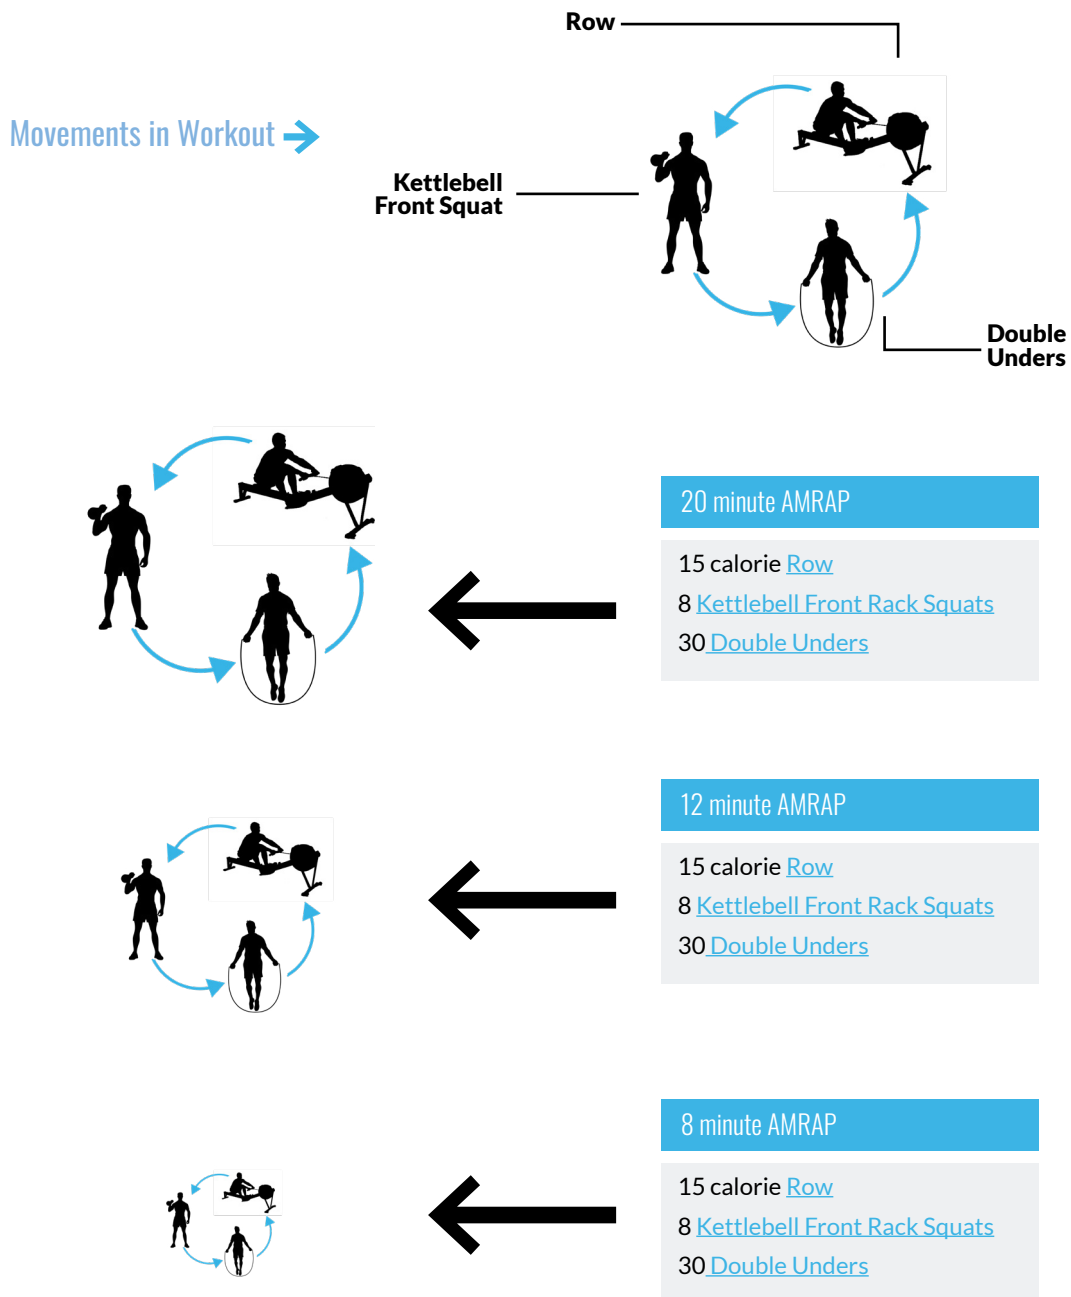 Row
Movements in Workout
Kettlebell
Front Squat
Double
Unders
20 minute AMRAP
15 calorie Row
8 Kettlebell Front Rack Squats
30 Double Unders
12 minute AMRAP
15 calorie Row
8 Kettlebell Front Rack Squats
30 Double Unders
8 minute AMRAP
15 calorie Row
8 Kettlebell Front Rack Squats
30 Double Unders